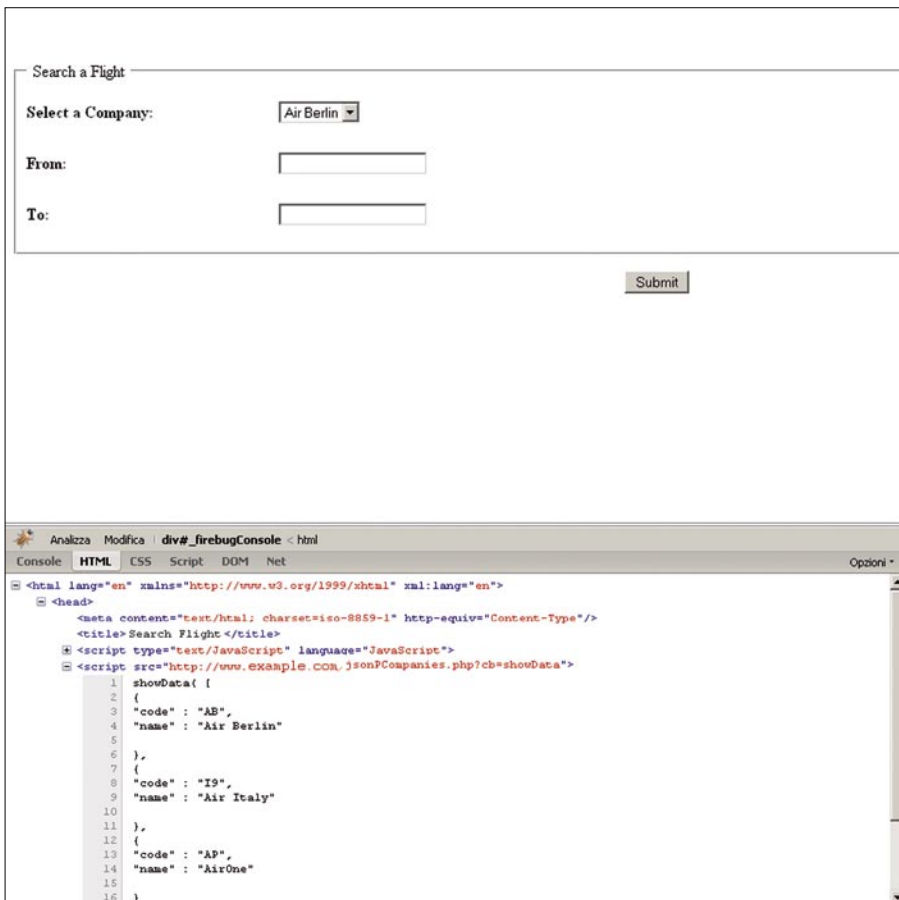 Search a Flight
Select a Company: Air Berlin
From:
To:
Submit
Analizza Modifica | div#_firebugConsole < html
Console HTML CSS Script DOM Net Opzioni
<html lang="en" xmlns="http://www.w3.org/1999/xhtml" xml:lang="en">
<head>
<meta content="text/html; charset=iso-8859-1" http-equiv="Content-Type"/>
<title>Search Flight</title>
<script type="text/JavaScript" language="JavaScript">
<script src="http://www.example.com/jsonPCompanies.php?cb=showData">
1 showData( [
2 {
3 "code" : "AB",
4 "name" : "Air Berlin"
5
6 },
7 {
8 "code" : "I9",
9 "name" : "Air Italy"
10
11 },
12 {
13 "code" : "AP",
14 "name" : "AirOne"
15
16 }